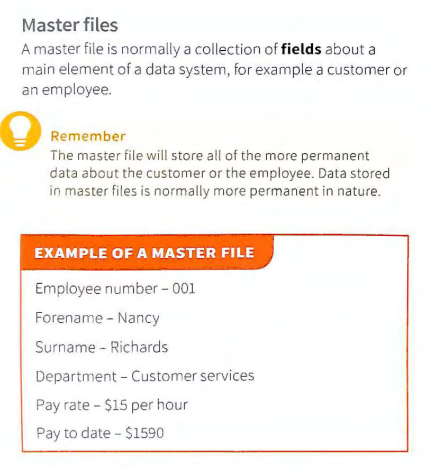 Master files
A master file is normally a collection of fields about a
main element of a data system, for example a customer or
an employee.
Remember
The master file will store all of the more permanent
data about the customer or the employee. Data stored
in master files is normally more permanent in nature.
EXAMPLE OF A MASTER FILE
Employee number – 001
Forename – Nancy
Surname – Richards
Department – Customer services
Pay rate – $15 per hour
Pay to date – $1590